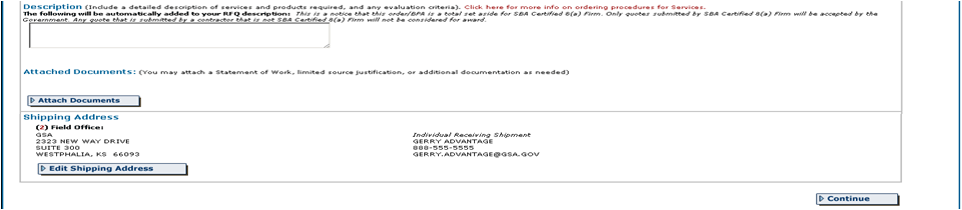 Description (Include a detailed description of services and products required, and any evaluation criteria). Click here for more info on ordering procedures for Services.
The following will be automatically added to your RFQ description: This is a notice that this order/BPA is a total set aside for SBA Certified 8(a) Firm. Only quotes submitted by SBA Certified 8(a) Firm will be accepted by the
Government. Any quote that is submitted by a contractor that is not SBA Certified 8(a) Firm will not be considered for award.
Attached Documents: (You may attach a Statement of Work, limited source justification, or additional documentation as needed)
Attach Documents
Shipping Address
(2) Field Office:
GSA Individual Receiving Shipment
2323 NEW WAY DRIVE GERRY ADVANTAGE
SUITE 300 888-555-5555
WESTPHALIA, KS 66093 GERRY.ADVANTAGE@GSA.GOV
Edit Shipping Address
Continue